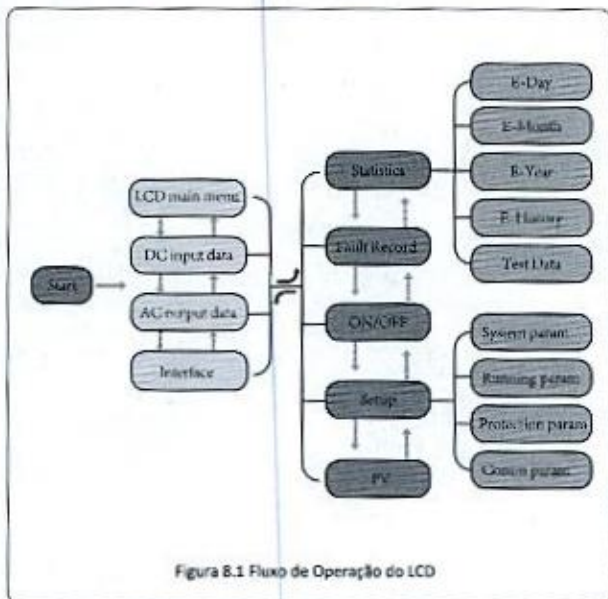 Start
LCD main menu
DC input data
AC output data
Interface
Statistics
Fault Record
ON/OFF
Setup
PV
E-Day
E-Month
E-Year
E-History
Test Data
System param
Running param
Protection param
Comm param
Figura 8.1 Fluxo de Operação do LCD